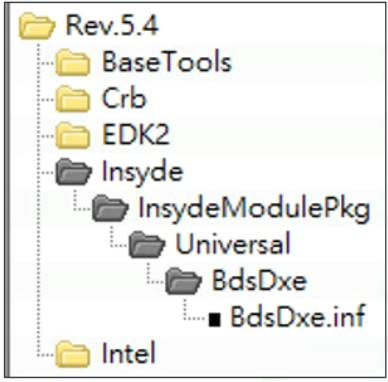 Rev.5.4
BaseTools
Crb
EDK2
Insyde
InsydeModulePkg
Universal
BdsDxe
BdsDxe.inf
Intel